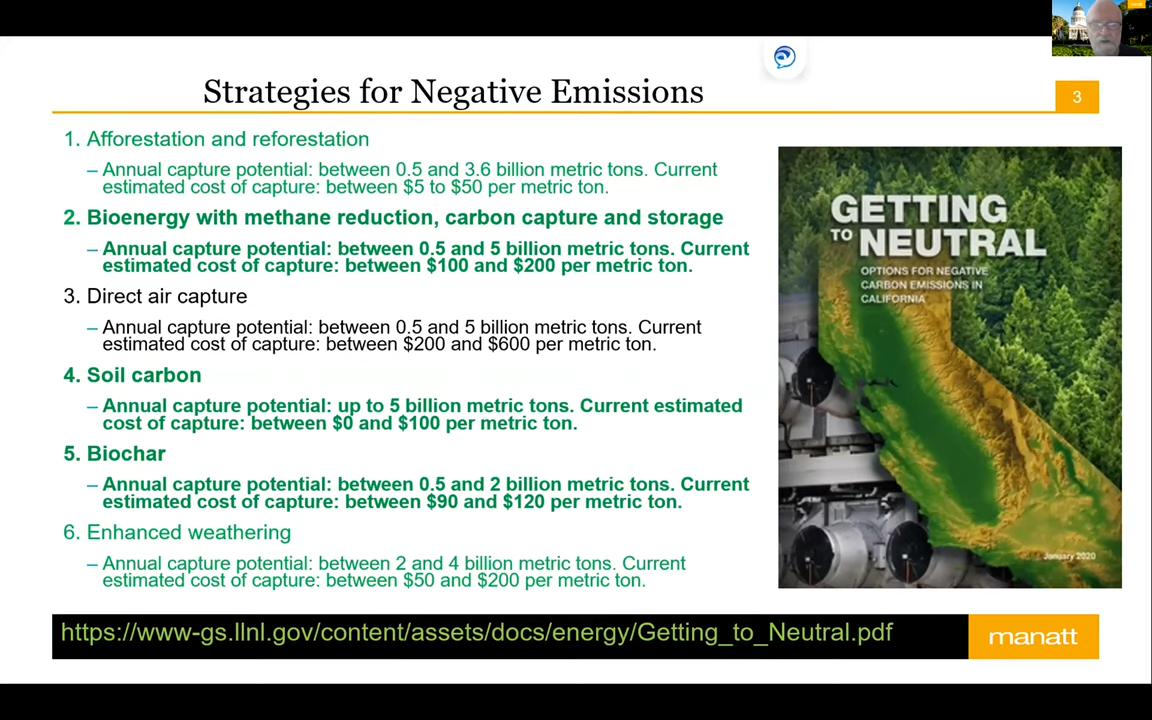 Strategies for Negative Emissions
3
1. Afforestation and reforestation
– Annual capture potential: between 0.5 and 3.6 billion metric tons. Current
estimated cost of capture: between $5 to $50 per metric ton.
2. Bioenergy with methane reduction, carbon capture and storage
– Annual capture potential: between 0.5 and 5 billion metric tons. Current
estimated cost of capture: between $100 and $200 per metric ton.
3. Direct air capture
– Annual capture potential: between 0.5 and 5 billion metric tons. Current
estimated cost of capture: between $200 and $600 per metric ton.
4. Soil carbon
– Annual capture potential: up to 5 billion metric tons. Current estimated
cost of capture: between $0 and $100 per metric ton.
5. Biochar
– Annual capture potential: between 0.5 and 2 billion metric tons. Current
estimated cost of capture: between $90 and $120 per metric ton.
6. Enhanced weathering
– Annual capture potential: between 2 and 4 billion metric tons. Current
estimated cost of capture: between $50 and $200 per metric ton.
GETTING
TO NEUTRAL
OPTIONS FOR NEGATIVE
CARBON EMISSIONS IN
CALIFORNIA
January 2020
https://www-gs.llnl.gov/content/assets/docs/energy/Getting_to_Neutral.pdf
manatt